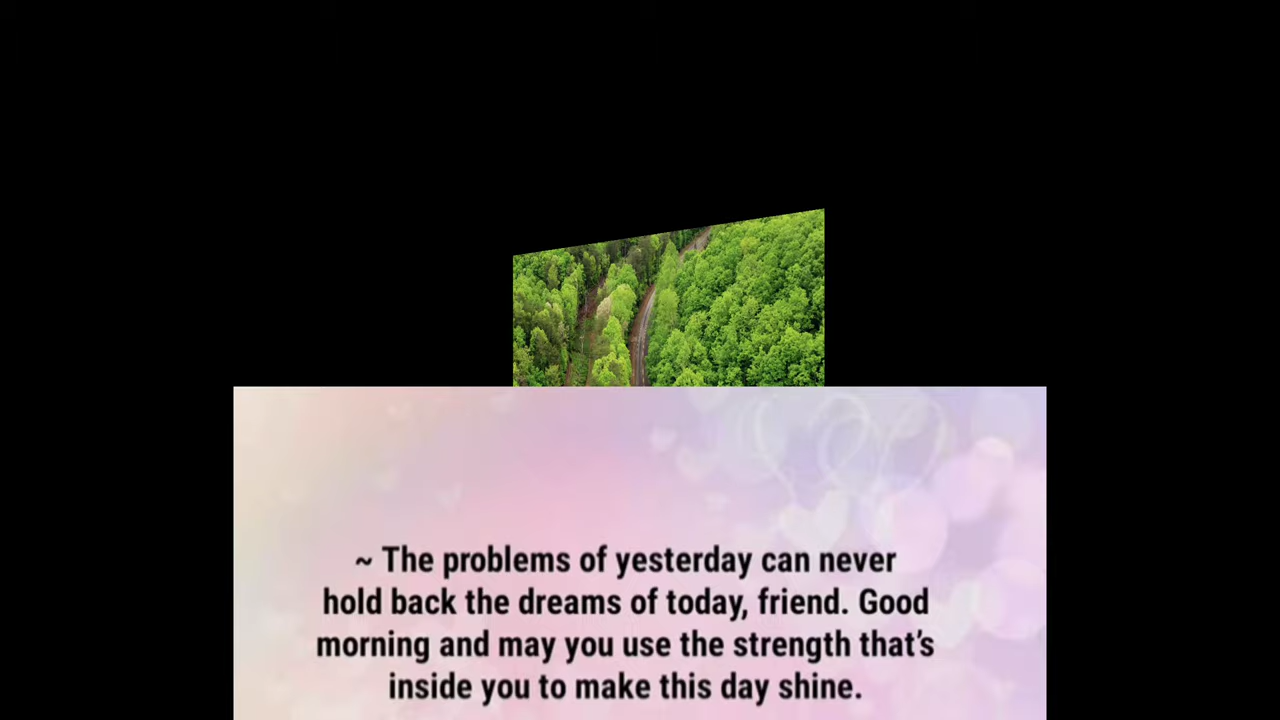 ~ The problems of yesterday can never
hold back the dreams of today, friend. Good
morning and may you use the strength that’s
inside you to make this day shine.